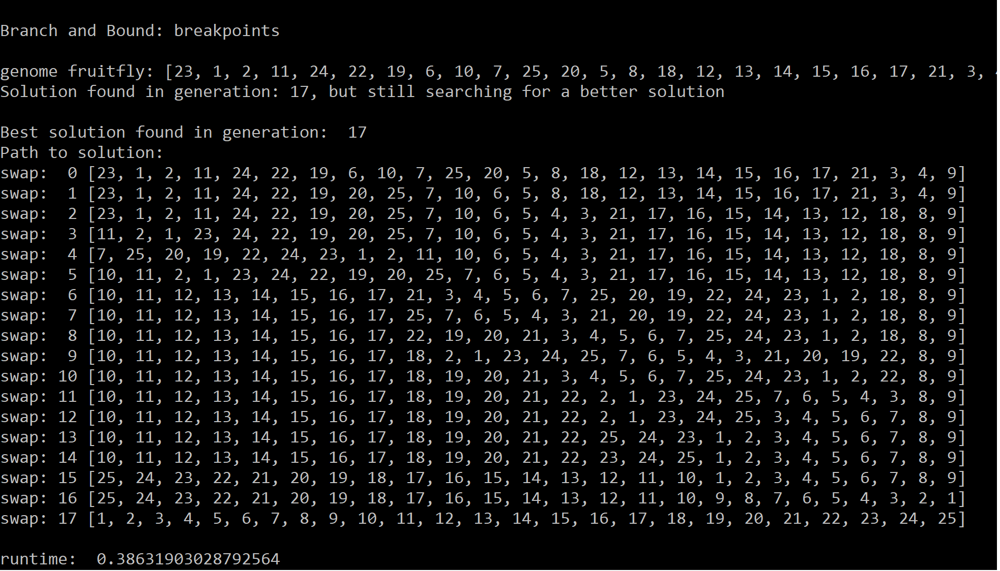 Branch and Bound: breakpoints
genome fruitfly: [23, 1, 2, 11, 24, 22, 19, 6, 10, 7, 25, 20, 5, 8, 18, 12, 13, 14, 15, 16, 17, 21, 3,
Solution found in generation: 17, but still searching for a better solution
Best solution found in generation:  17
Path to solution:
swap:  0 [23, 1, 2, 11, 24, 22, 19, 6, 10, 7, 25, 20, 5, 8, 18, 12, 13, 14, 15, 16, 17, 21, 3, 4, 9]
swap:  1 [23, 1, 2, 11, 24, 22, 19, 20, 25, 7, 10, 6, 5, 8, 18, 12, 13, 14, 15, 16, 17, 21, 3, 4, 9]
swap:  2 [23, 1, 2, 11, 24, 22, 19, 20, 25, 7, 10, 6, 5, 4, 3, 21, 17, 16, 15, 14, 13, 12, 18, 8, 9]
swap:  3 [11, 2, 1, 23, 24, 22, 19, 20, 25, 7, 10, 6, 5, 4, 3, 21, 17, 16, 15, 14, 13, 12, 18, 8, 9]
swap:  4 [7, 25, 20, 19, 22, 24, 23, 1, 2, 11, 10, 6, 5, 4, 3, 21, 17, 16, 15, 14, 13, 12, 18, 8, 9]
swap:  5 [10, 11, 2, 1, 23, 24, 22, 19, 20, 25, 7, 6, 5, 4, 3, 21, 17, 16, 15, 14, 13, 12, 18, 8, 9]
swap:  6 [10, 11, 12, 13, 14, 15, 16, 17, 21, 3, 4, 5, 6, 7, 25, 20, 19, 22, 24, 23, 1, 2, 18, 8, 9]
swap:  7 [10, 11, 12, 13, 14, 15, 16, 17, 25, 7, 6, 5, 4, 3, 21, 20, 19, 22, 24, 23, 1, 2, 18, 8, 9]
swap:  8 [10, 11, 12, 13, 14, 15, 16, 17, 22, 19, 20, 21, 3, 4, 5, 6, 7, 25, 24, 23, 1, 2, 18, 8, 9]
swap:  9 [10, 11, 12, 13, 14, 15, 16, 17, 18, 2, 1, 23, 24, 25, 7, 6, 5, 4, 3, 21, 20, 19, 22, 8, 9]
swap: 10 [10, 11, 12, 13, 14, 15, 16, 17, 18, 19, 20, 21, 3, 4, 5, 6, 7, 25, 24, 23, 1, 2, 22, 8, 9]
swap: 11 [10, 11, 12, 13, 14, 15, 16, 17, 18, 19, 20, 21, 22, 2, 1, 23, 24, 25, 7, 6, 5, 4, 3, 8, 9]
swap: 12 [10, 11, 12, 13, 14, 15, 16, 17, 18, 19, 20, 21, 22, 2, 1, 23, 24, 25, 3, 4, 5, 6, 7, 8, 9]
swap: 13 [10, 11, 12, 13, 14, 15, 16, 17, 18, 19, 20, 21, 22, 25, 24, 23, 1, 2, 3, 4, 5, 6, 7, 8, 9]
swap: 14 [10, 11, 12, 13, 14, 15, 16, 17, 18, 19, 20, 21, 22, 23, 24, 25, 1, 2, 3, 4, 5, 6, 7, 8, 9]
swap: 15 [25, 24, 23, 22, 21, 20, 19, 18, 17, 16, 15, 14, 13, 12, 11, 10, 1, 2, 3, 4, 5, 6, 7, 8, 9]
swap: 16 [25, 24, 23, 22, 21, 20, 19, 18, 17, 16, 15, 14, 13, 12, 11, 10, 9, 8, 7, 6, 5, 4, 3, 2, 1]
swap: 17 [1, 2, 3, 4, 5, 6, 7, 8, 9, 10, 11, 12, 13, 14, 15, 16, 17, 18, 19, 20, 21, 22, 23, 24, 25]
runtime:  0.38631903028792564